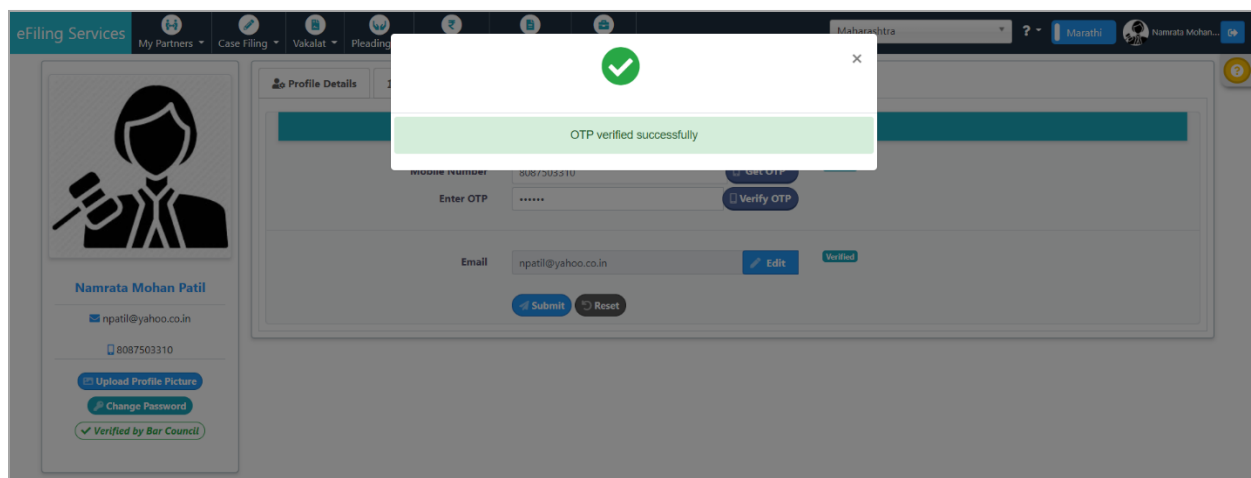 eFiling Services
My Partners
Case Filing
Vakalat
Pleading
Maharashtra
?
Marathi
Namrata Mohan...
×
OTP verified successfully
Profile Details
Mobile Number 8087503310 Get OTP
Enter OTP •••••• Verify OTP
Email npatil@yahoo.co.in Edit Verified
Submit Reset
Namrata Mohan Patil
npatil@yahoo.co.in
8087503310
Upload Profile Picture
Change Password
Verified by Bar Council